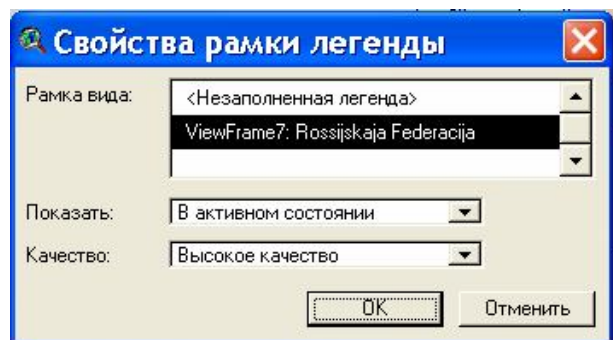 Свойства рамки легенды
Рамка вида:
<Незаполненная легенда>
ViewFrame7: Rossijskaja Federacija
Показать:
В активном состоянии
Качество:
Высокое качество
OK
Отменить